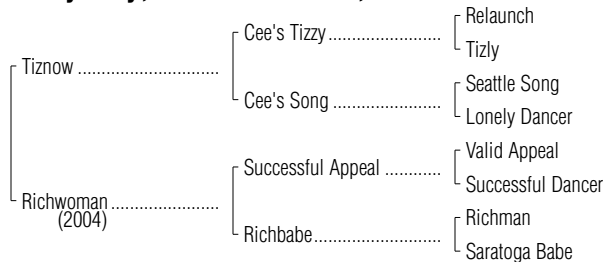 Relaunch
Cee's Tizzy
Tizly
Tiznow
Seattle Song
Cee's Song
Lonely Dancer
Valid Appeal
Successful Appeal
Successful Dancer
Richwoman
(2004)
Richman
Richbabe
Saratoga Babe